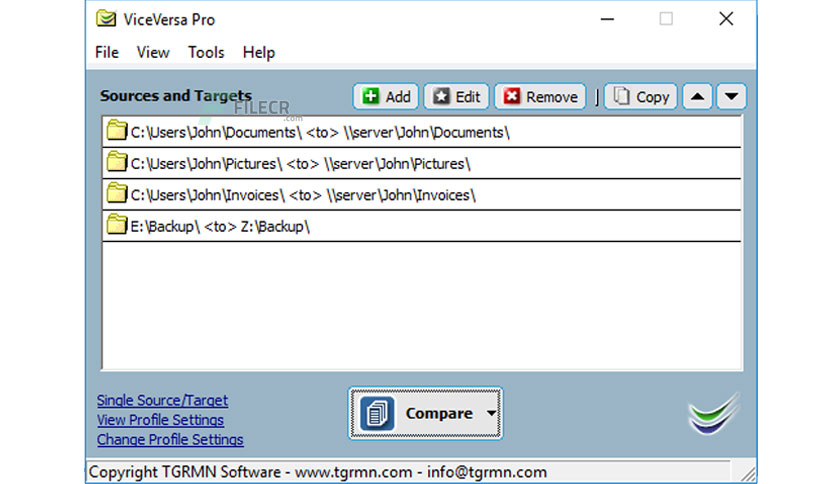 ViceVersa Pro
File View Tools Help
Sources and Targets Add Edit Remove Copy
FILECR
.com
C:\Users\John\Documents\ <to> \\server\John\Documents\
C:\Users\John\Pictures\ <to> \\server\John\Pictures\
C:\Users\John\Invoices\ <to> \\server\John\Invoices\
E:\Backup\ <to> Z:\Backup\
Single Source/Target
View Profile Settings
Change Profile Settings
Compare
Copyright TGRMN Software - www.tgrmn.com - info@tgrmn.com